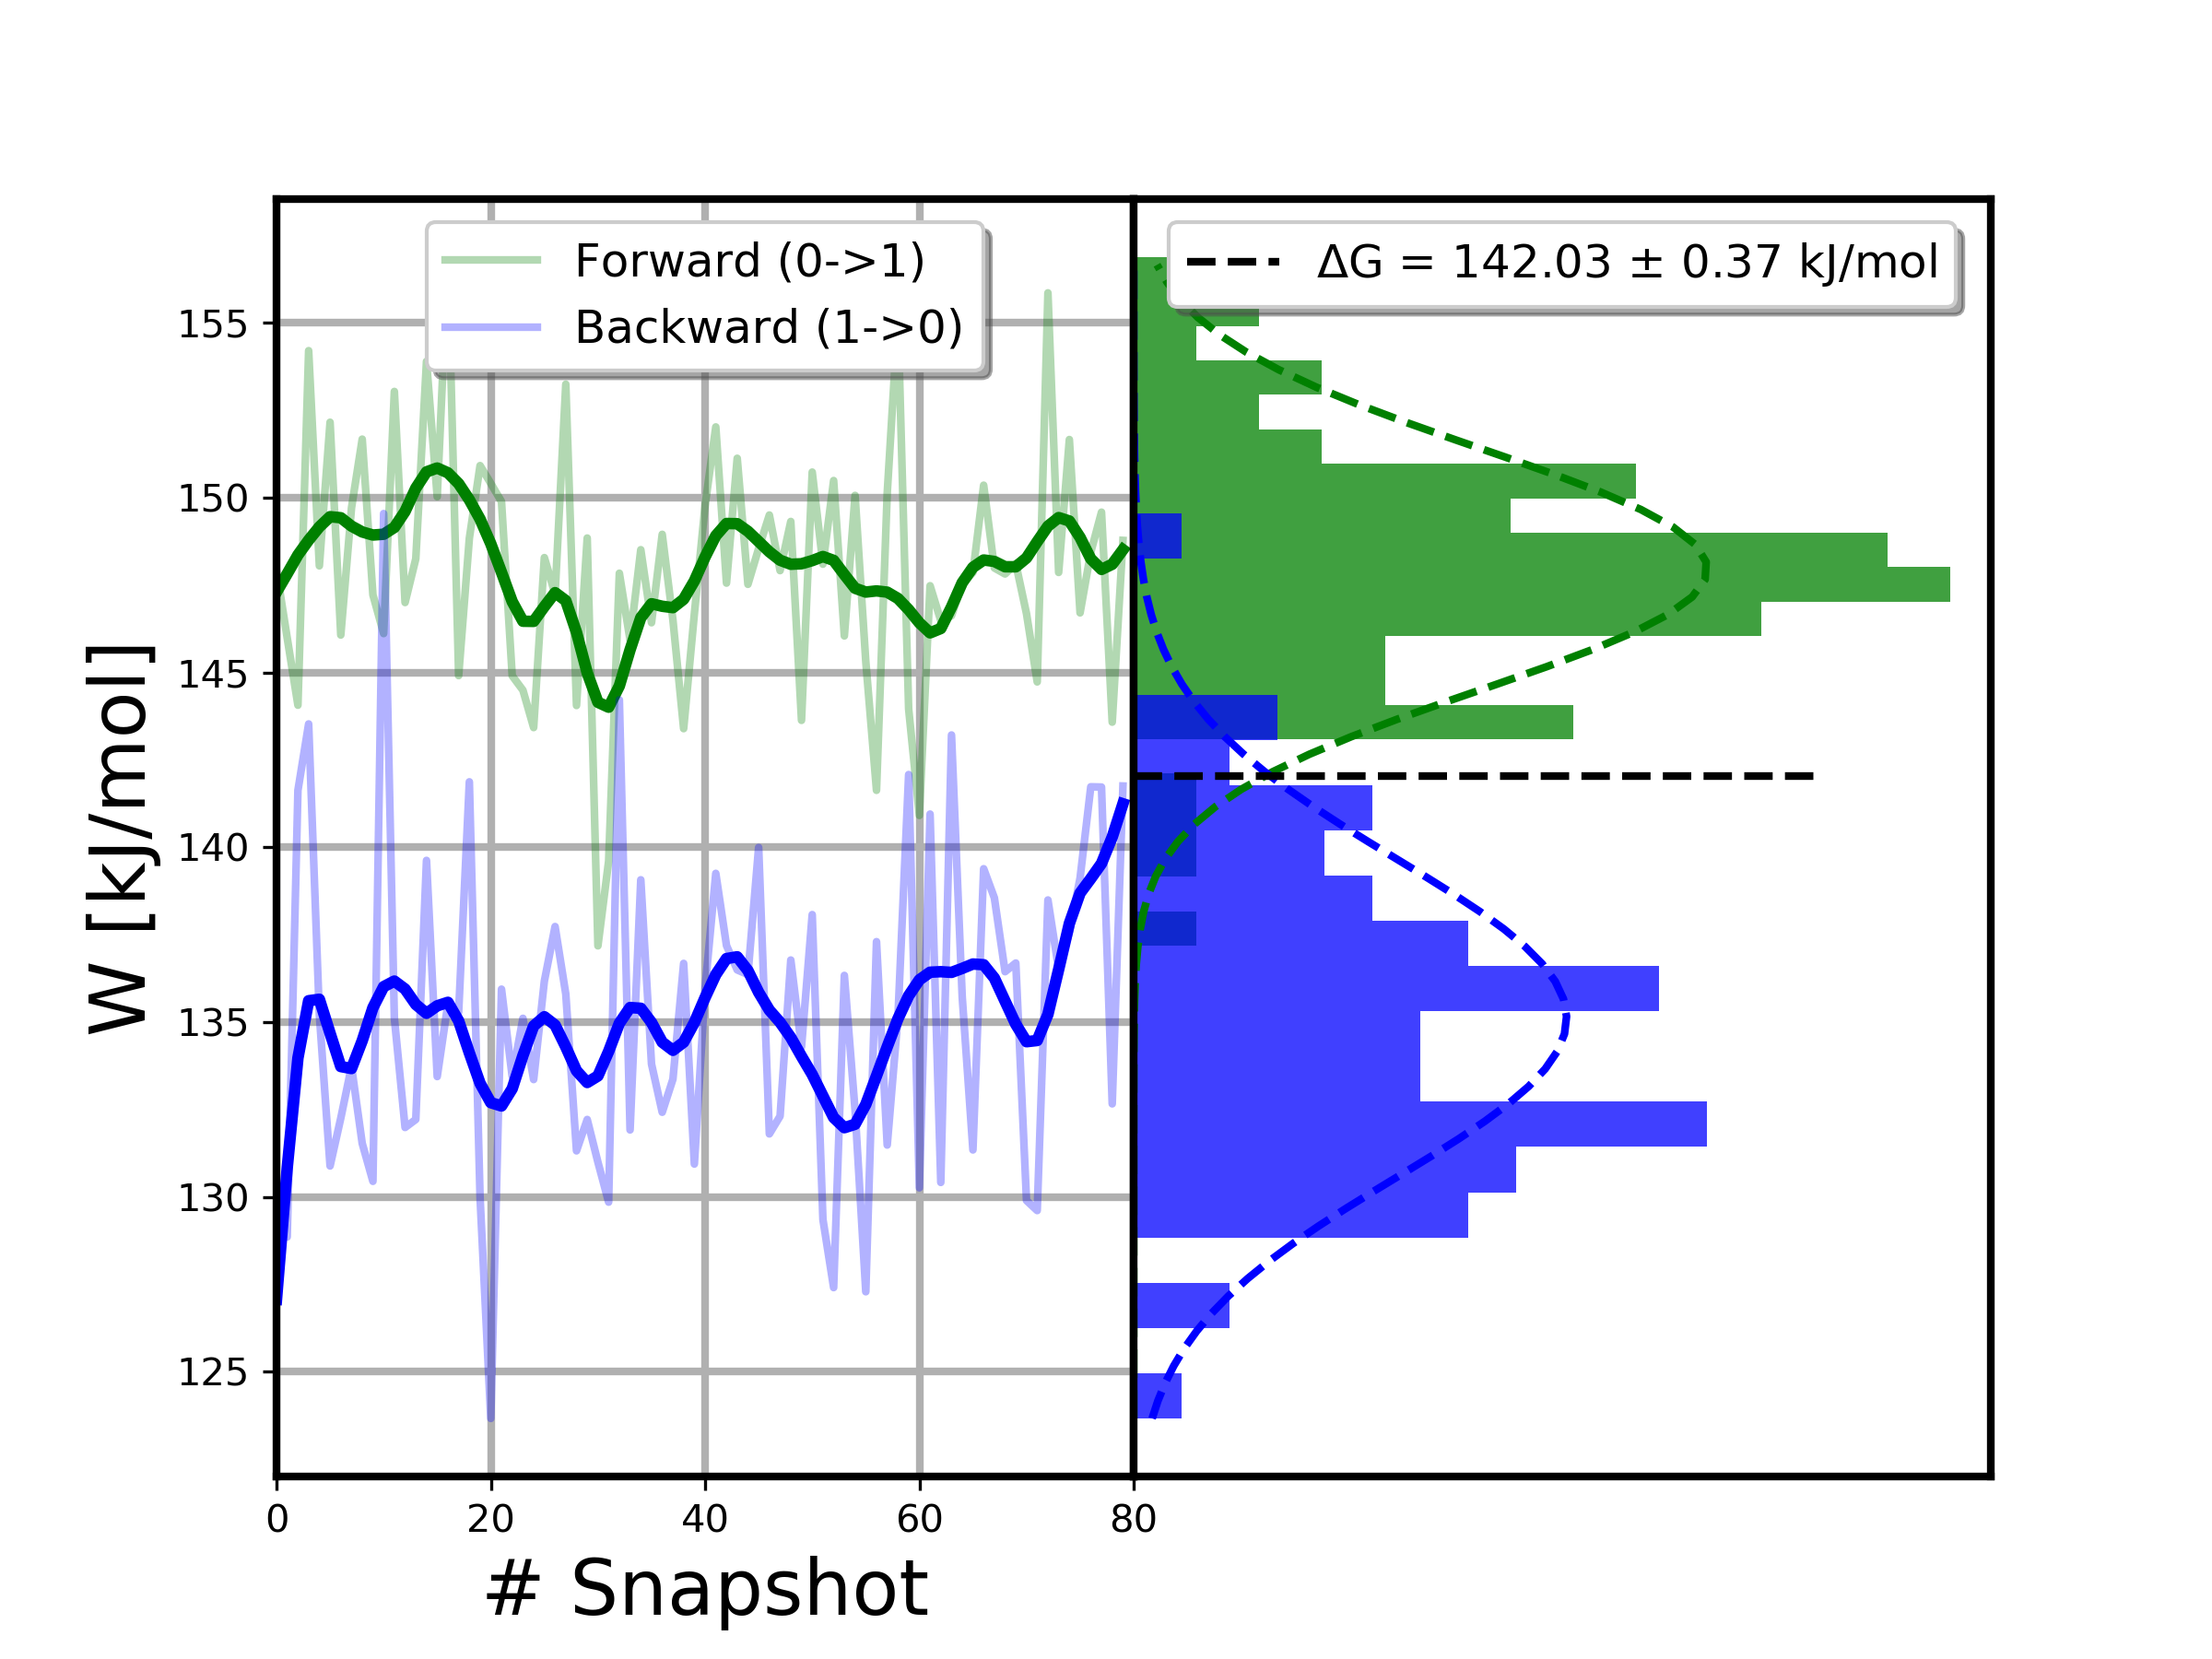 Forward (0->1)
Backward (1->0)
ΔG = 142.03 ± 0.37 kJ/mol
W [kJ/mol]
155
150
145
140
135
130
125
0 20 40 60 80
# Snapshot